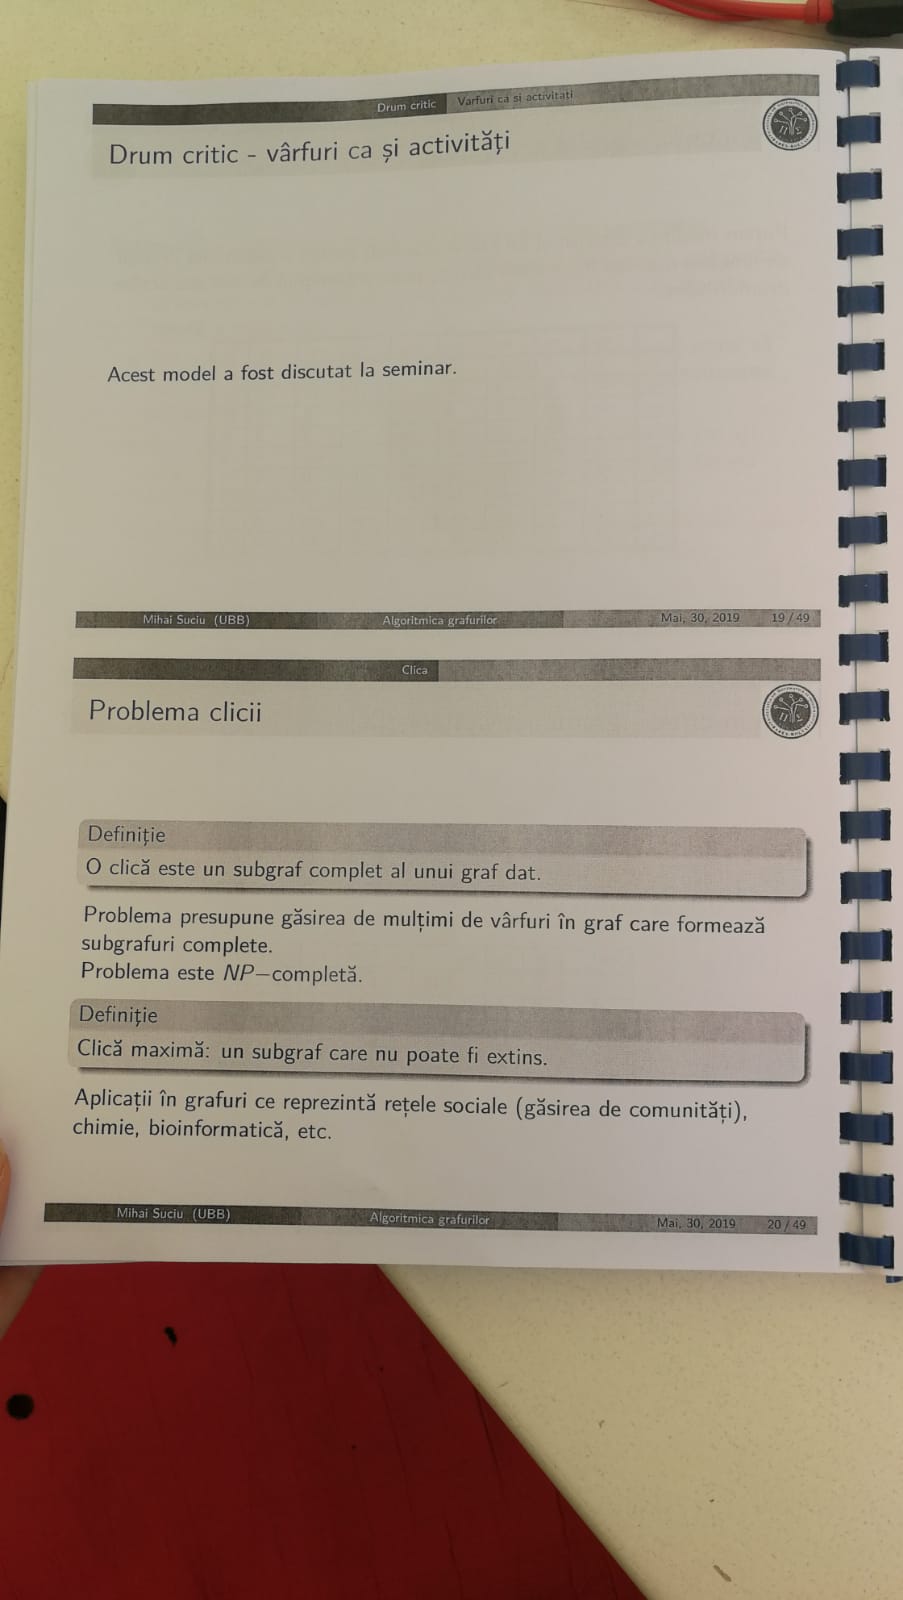 Drum critic Vârfuri ca și activități
Drum critic - vârfuri ca și activități
Acest model a fost discutat la seminar.
Mihai Suciu (UBB) Algoritmica grafurilor Mai, 30, 2019 19 / 49
Clica
Problema clicii
Definiție
O clică este un subgraf complet al unui graf dat.
Problema presupune găsirea de mulțimi de vârfuri în graf care formează
subgrafuri complete.
Problema este NP−completă.
Definiție
Clică maximă: un subgraf care nu poate fi extins.
Aplicații în grafuri ce reprezintă rețele sociale (găsirea de comunități),
chimie, bioinformatică, etc.
Mihai Suciu (UBB) Algoritmica grafurilor Mai, 30, 2019 20 / 49